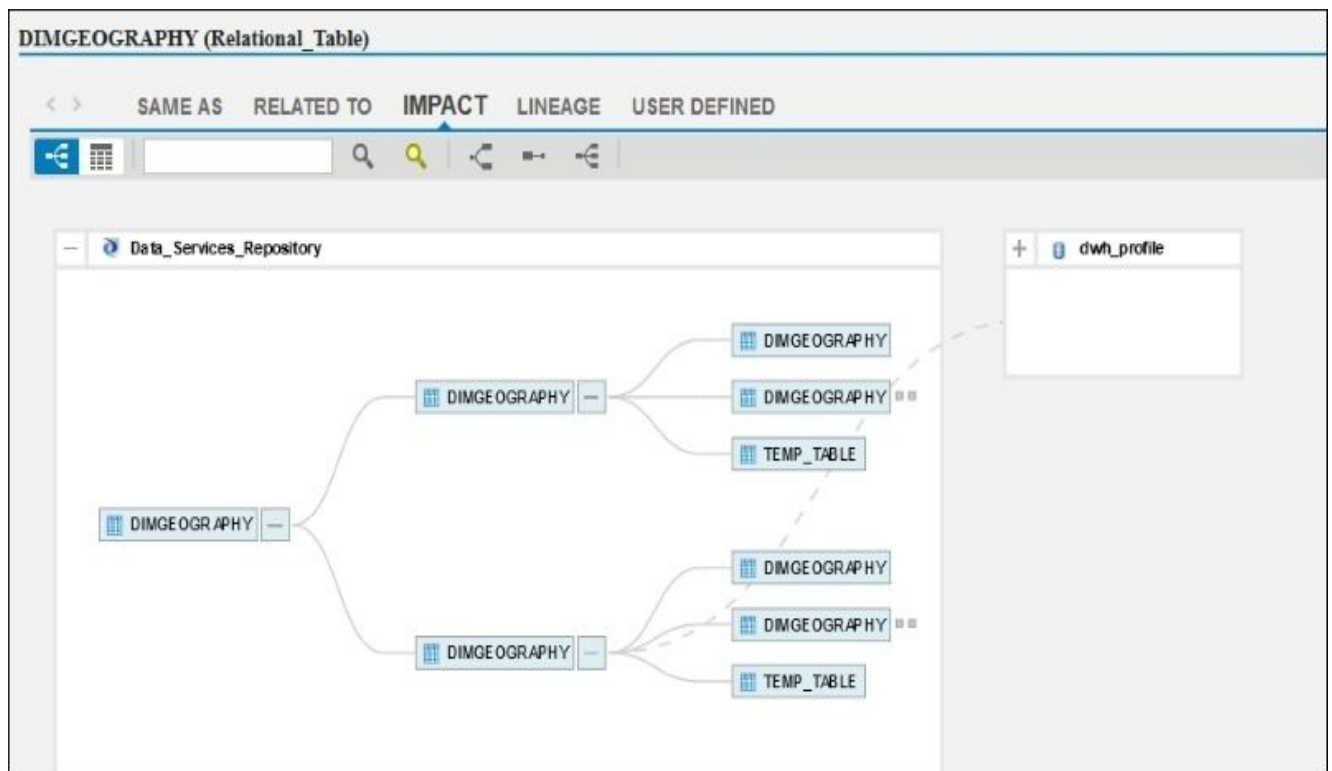 DIMGEOGRAPHY (Relational_Table)
SAME AS RELATED TO IMPACT LINEAGE USER DEFINED
Data_Services_Repository
dwh_profile
DIMGEOGRAPHY
DIMGEOGRAPHY
DIMGEOGRAPHY
TEMP_TABLE
DIMGEOGRAPHY
DIMGEOGRAPHY
DIMGEOGRAPHY
DIMGEOGRAPHY
TEMP_TABLE